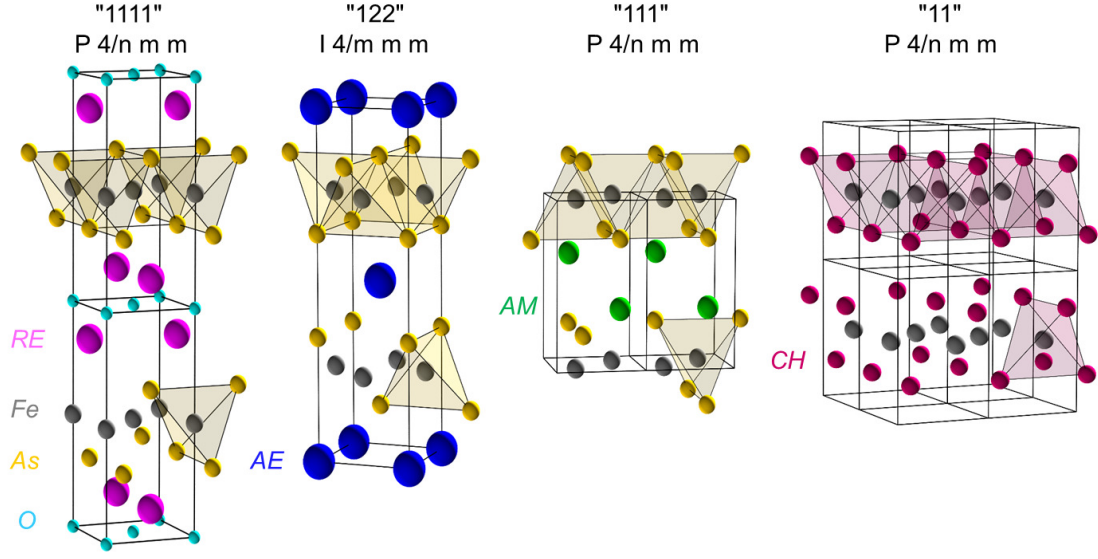 "1111"
P 4/n m m
"122"
I 4/m m m
"111"
P 4/n m m
"11"
P 4/n m m
RE
Fe
As
O
AE
AM
CH